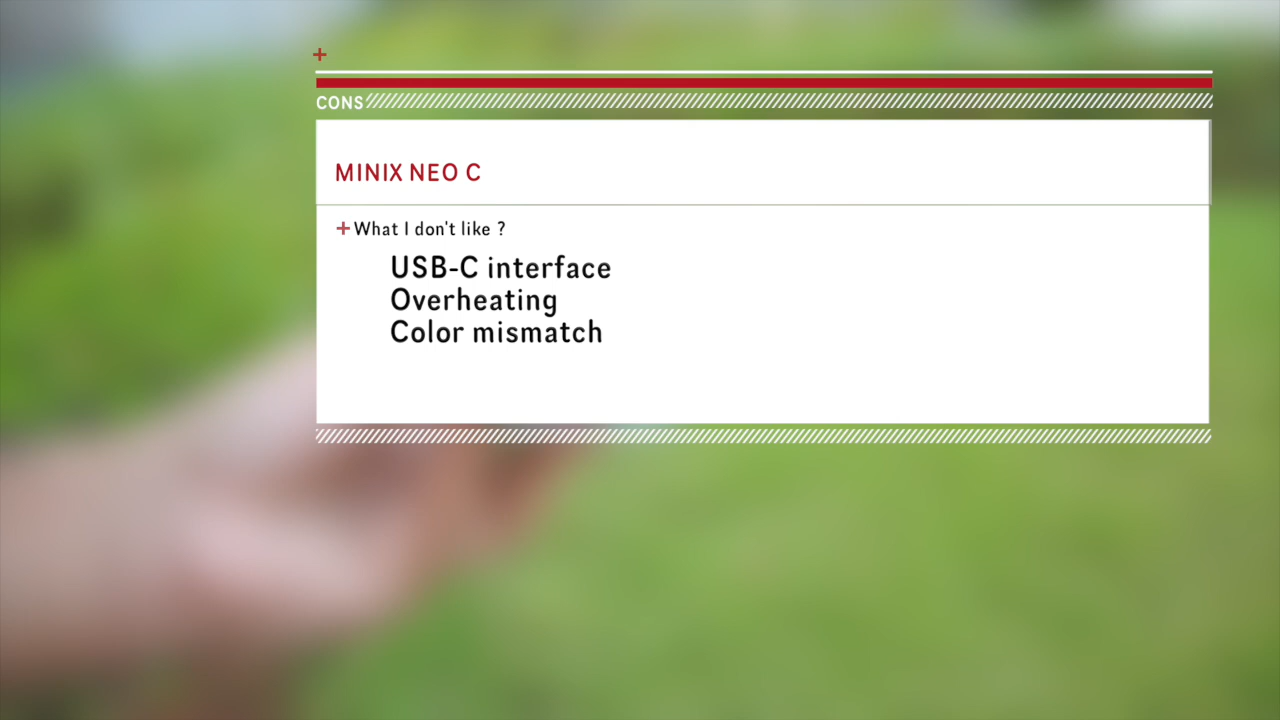 CONS
MINIX NEO C
What I don't like ?
USB-C interface
Overheating
Color mismatch